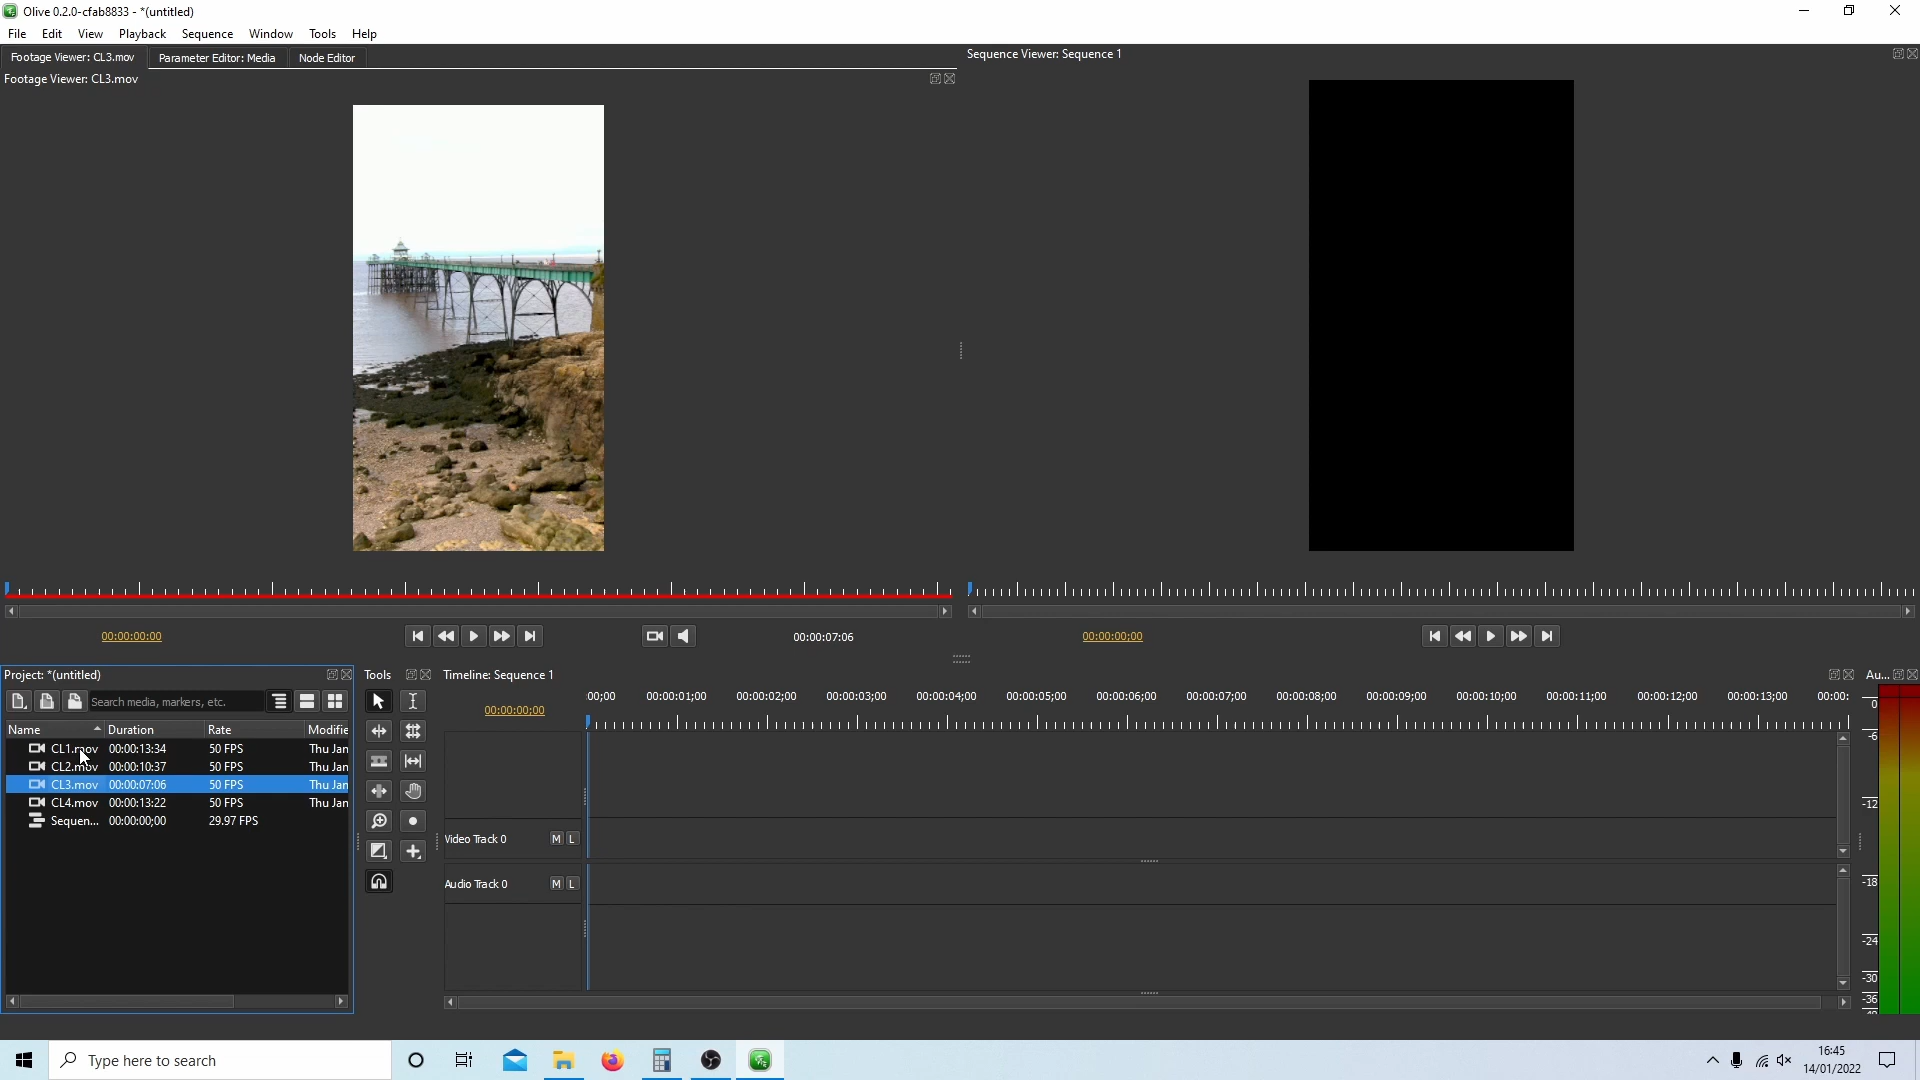 Olive 0.2.0-cfab8833 - *(untitled)
File Edit View Playback Sequence Window Tools Help
Footage Viewer: CL3.mov Parameter Editor: Media Node Editor
Sequence Viewer: Sequence 1
Footage Viewer: CL3.mov
00:00:00:00 00:00:07:06 00:00:00;00
Project: *(untitled) Tools Timeline: Sequence 1 Au...
Search media, markers, etc.
:00;00 00:00:01;00 00:00:02;00 00:00:03;00 00:00:04;00 00:00:05;00 00:00:06;00 00:00:07;00 00:00:08;00 00:00:09;00 00:00:10;00 00:00:11;00 00:00:12;00 00:00:13;00 00:00:
00:00:00;00
Name Duration Rate Modifie
CL1.mov 00:00:13:34 50 FPS Thu Jan
CL2.mov 00:00:10:37 50 FPS Thu Jan
CL3.mov 00:00:07:06 50 FPS Thu Jan
CL4.mov 00:00:13:22 50 FPS Thu Jan
Sequen... 00:00:00;00 29.97 FPS
Video Track 0 M L
Audio Track 0 M L
0
-6
-12
-18
-24
-30
-36
Type here to search
16:45
14/01/2022